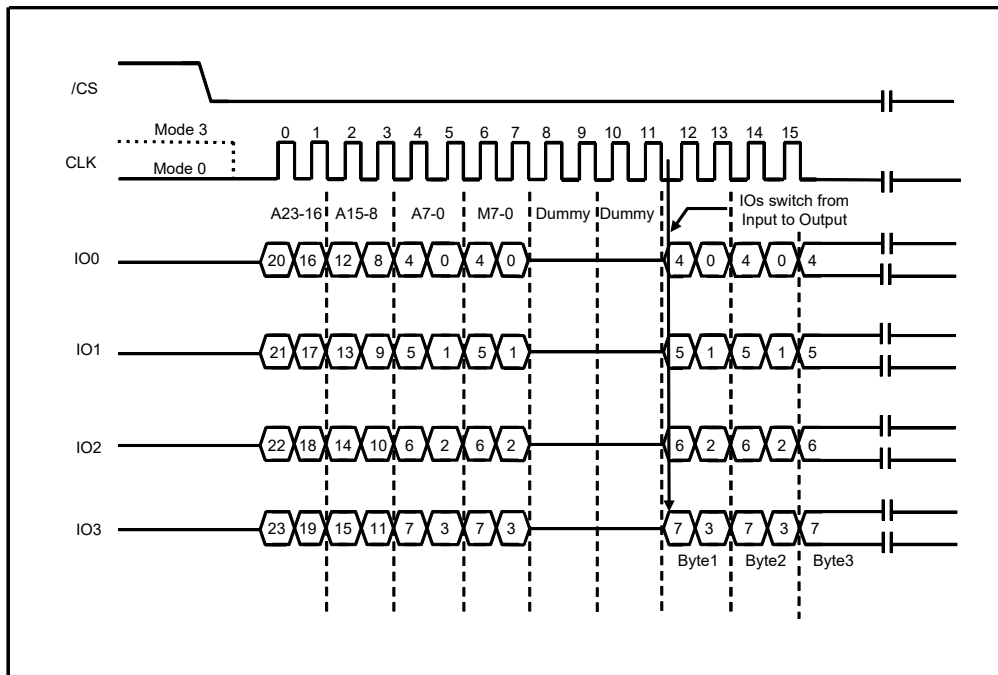 /CS
Mode 3
0 1 2 3 4 5 6 7 8 9 10 11 12 13 14 15
CLK
Mode 0
IOs switch from
Input to Output
A23-16 A15-8 A7-0 M7-0 Dummy Dummy
IO0 20 16 12 8 4 0 4 0 4 0 4 0 4
IO1 21 17 13 9 5 1 5 1 5 1 5 1 5
IO2 22 18 14 10 6 2 6 2 6 2 6 2 6
IO3 23 19 15 11 7 3 7 3 7 3 7 3 7
Byte1 Byte2 Byte3